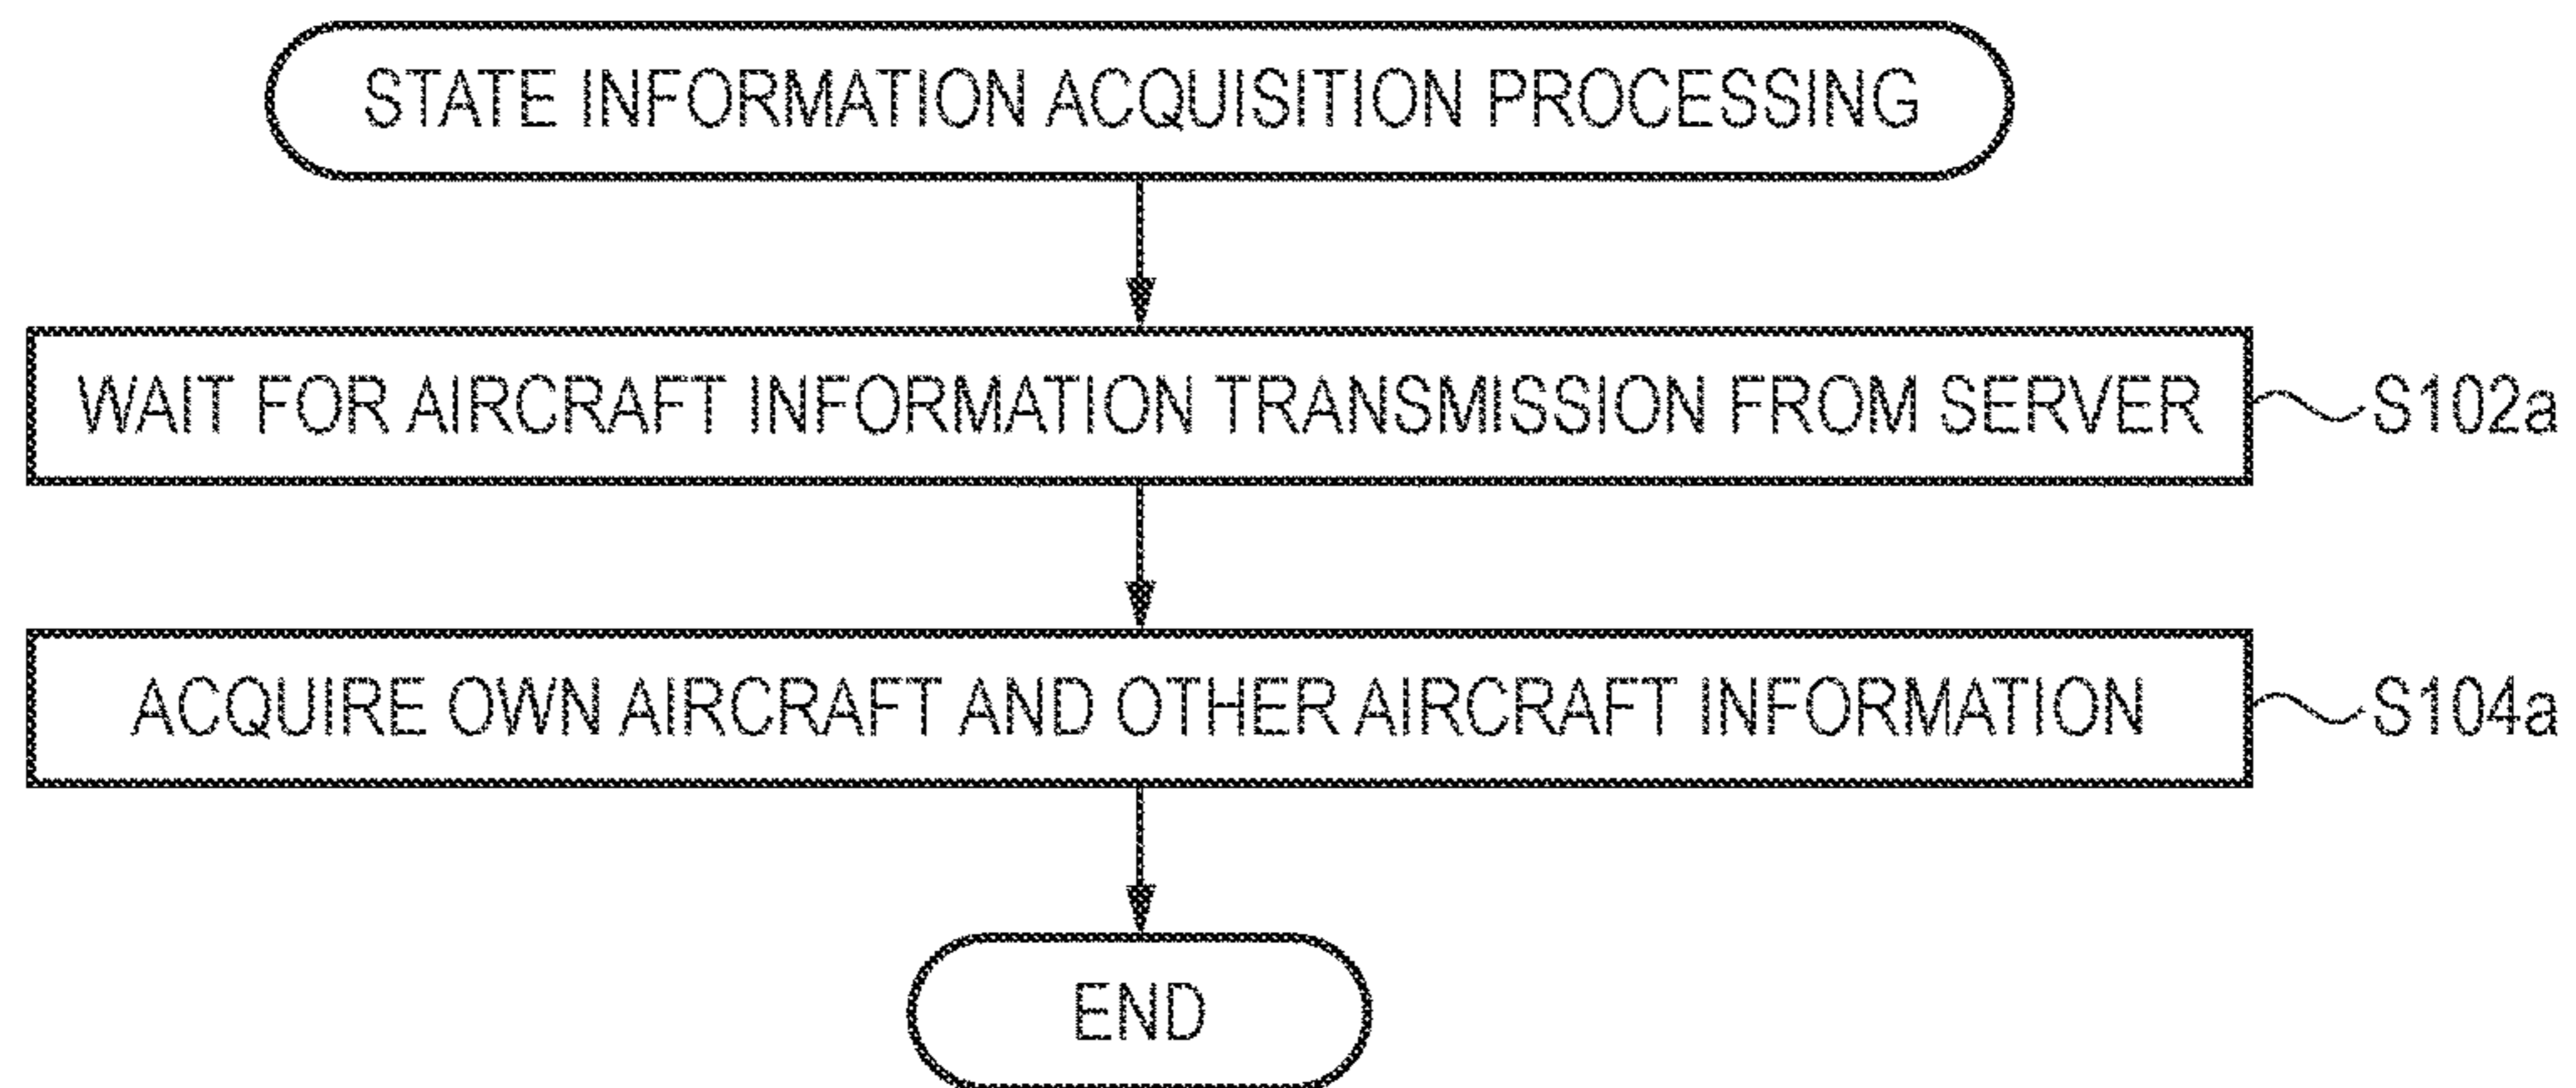 STATE INFORMATION ACQUISITION PROCESSING
WAIT FOR AIRCRAFT INFORMATION TRANSMISSION FROM SERVER
S102a
ACQUIRE OWN AIRCRAFT AND OTHER AIRCRAFT INFORMATION
S104a
END